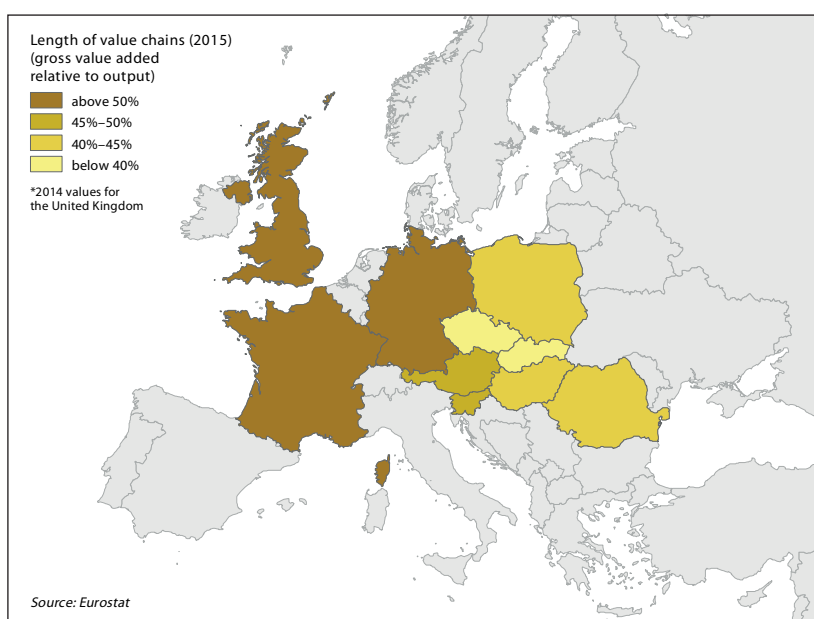 Length of value chains (2015)
(gross value added
relative to output)
above 50%
45%–50%
40%–45%
below 40%
*2014 values for
the United Kingdom
Source: Eurostat